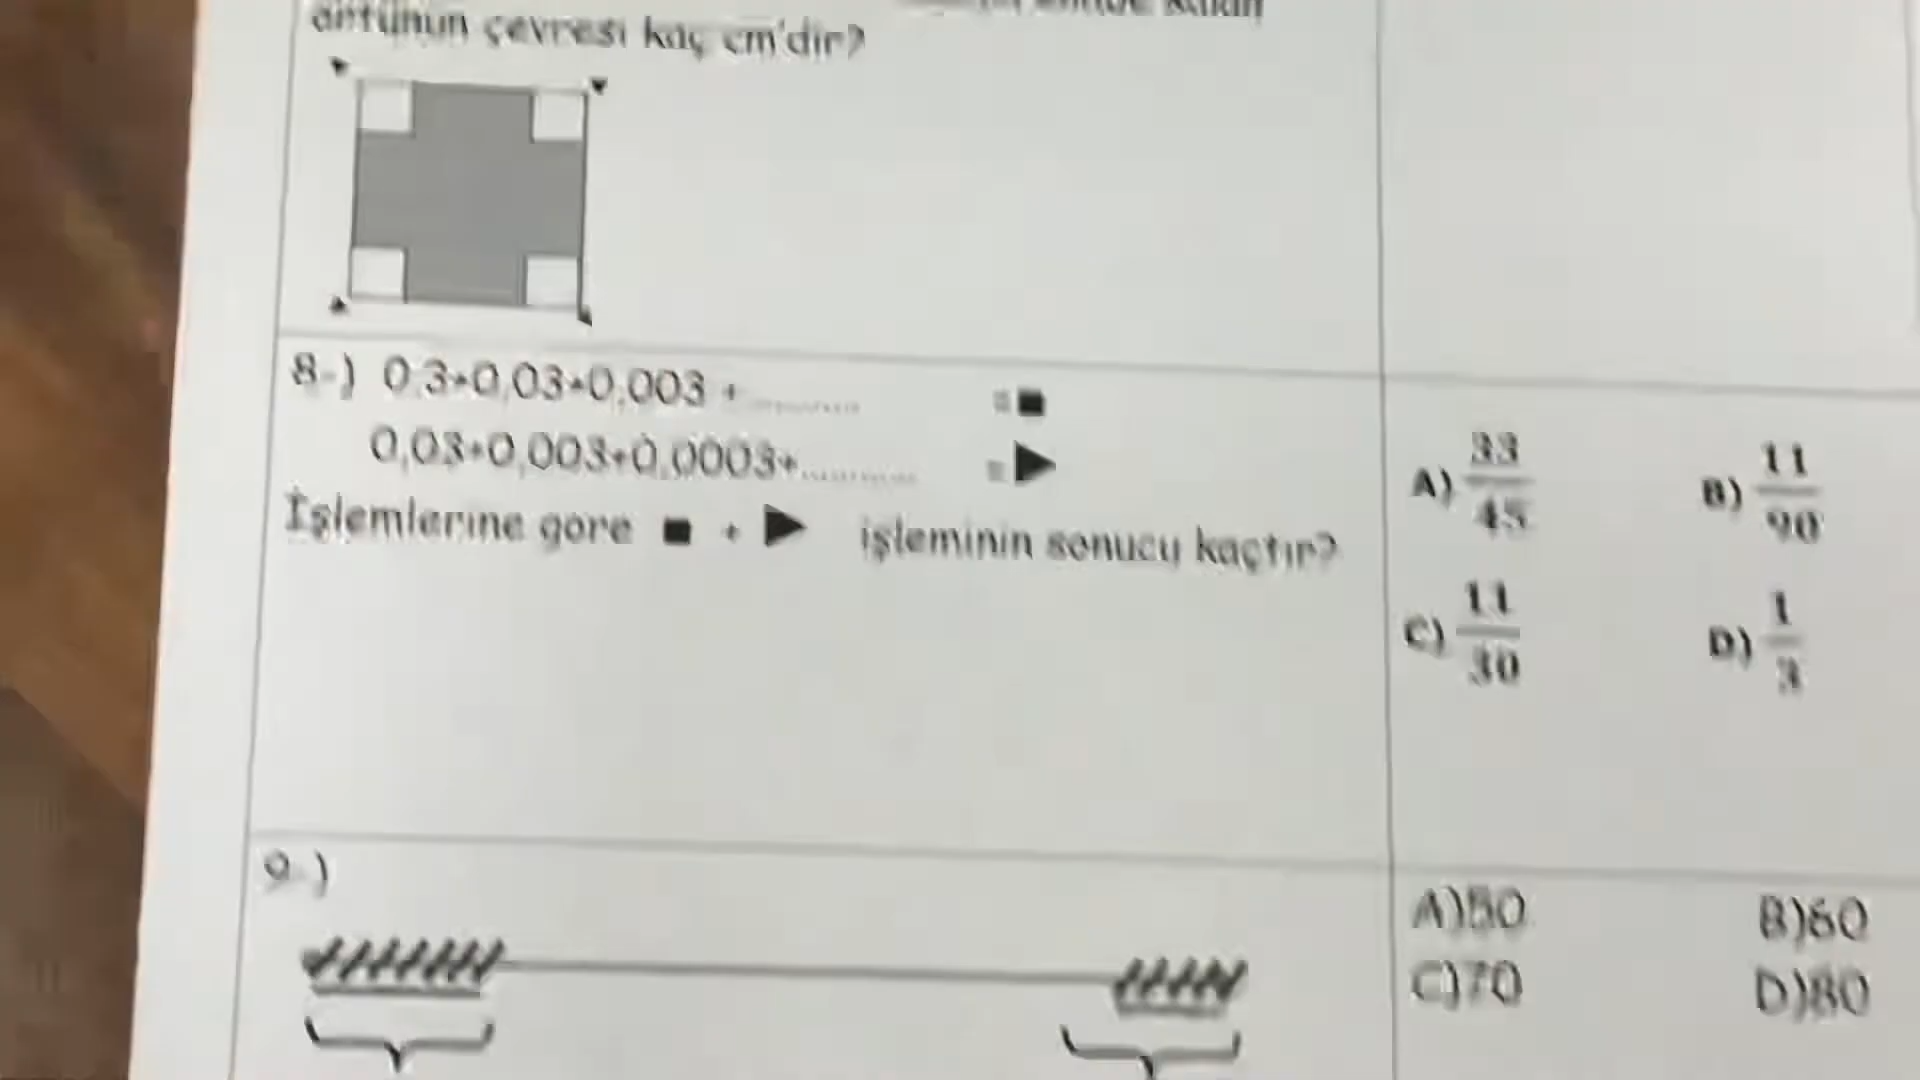 kaç cm'dir?
8-) 0,3+0,03+0,003 + ............ = ■
0,03+0,003+0,0003+............ = ▶
İşlemlerine göre ■ + ▶ işleminin sonucu kaçtır?
A) 33/45 B) 11/90
C) 11/30 D) 1/3
9-)
A)50 B)60
C)70 D)80